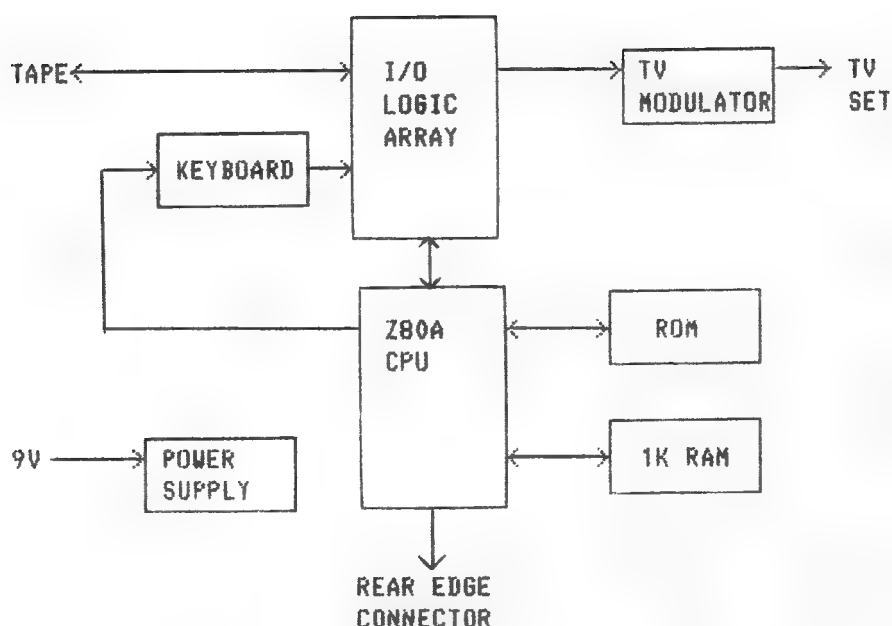 TAPE
I/O
LOGIC
ARRAY
TV
MODULATOR
TV
SET
KEYBOARD
Z80A
CPU
ROM
9V
POWER
SUPPLY
1K RAM
REAR EDGE
CONNECTOR